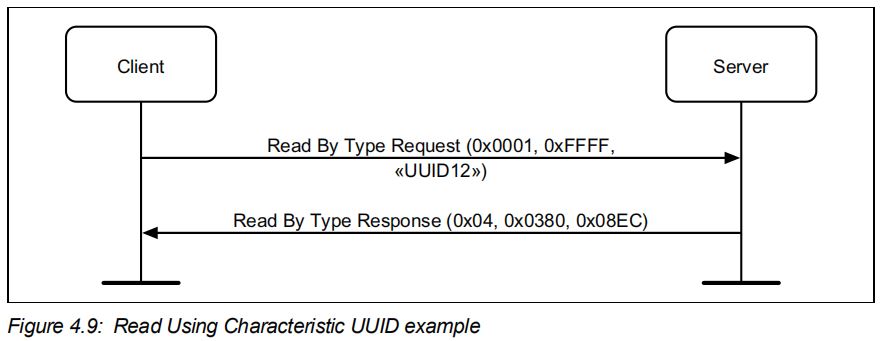 Client
Server
Read By Type Request (0x0001, 0xFFFF,
«UUID12»)
Read By Type Response (0x04, 0x0380, 0x08EC)
Figure 4.9: Read Using Characteristic UUID example